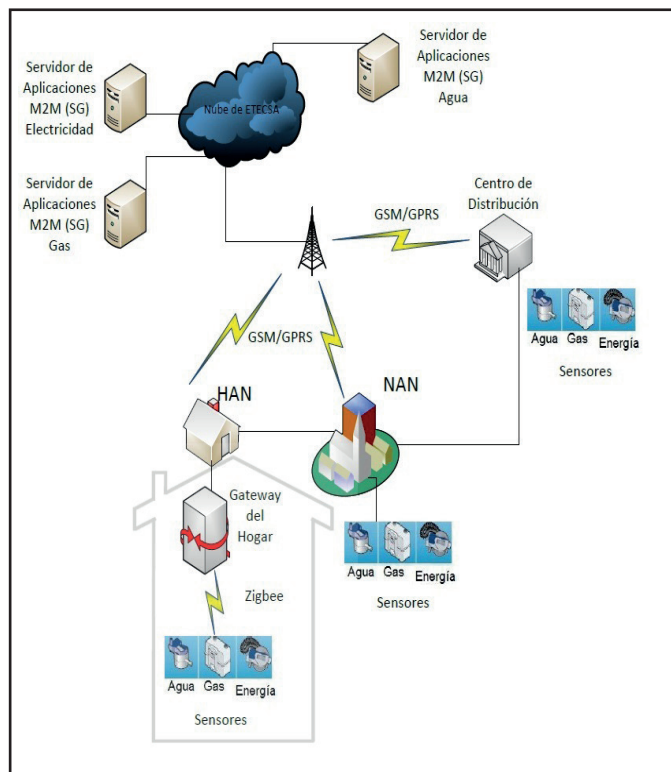 Servidor de
Aplicaciones
M2M (SG)
Agua
Servidor de
Aplicaciones
M2M (SG)
Electricidad
Nube de ETECSA
Servidor de
Aplicaciones
M2M (SG)
Gas
Centro de
Distribución
GSM/GPRS
Agua Gas Energía
Sensores
GSM/GPRS
HAN
NAN
Gateway
del
Hogar
Zigbee
Agua Gas Energía
Sensores
Agua Gas Energía
Sensores